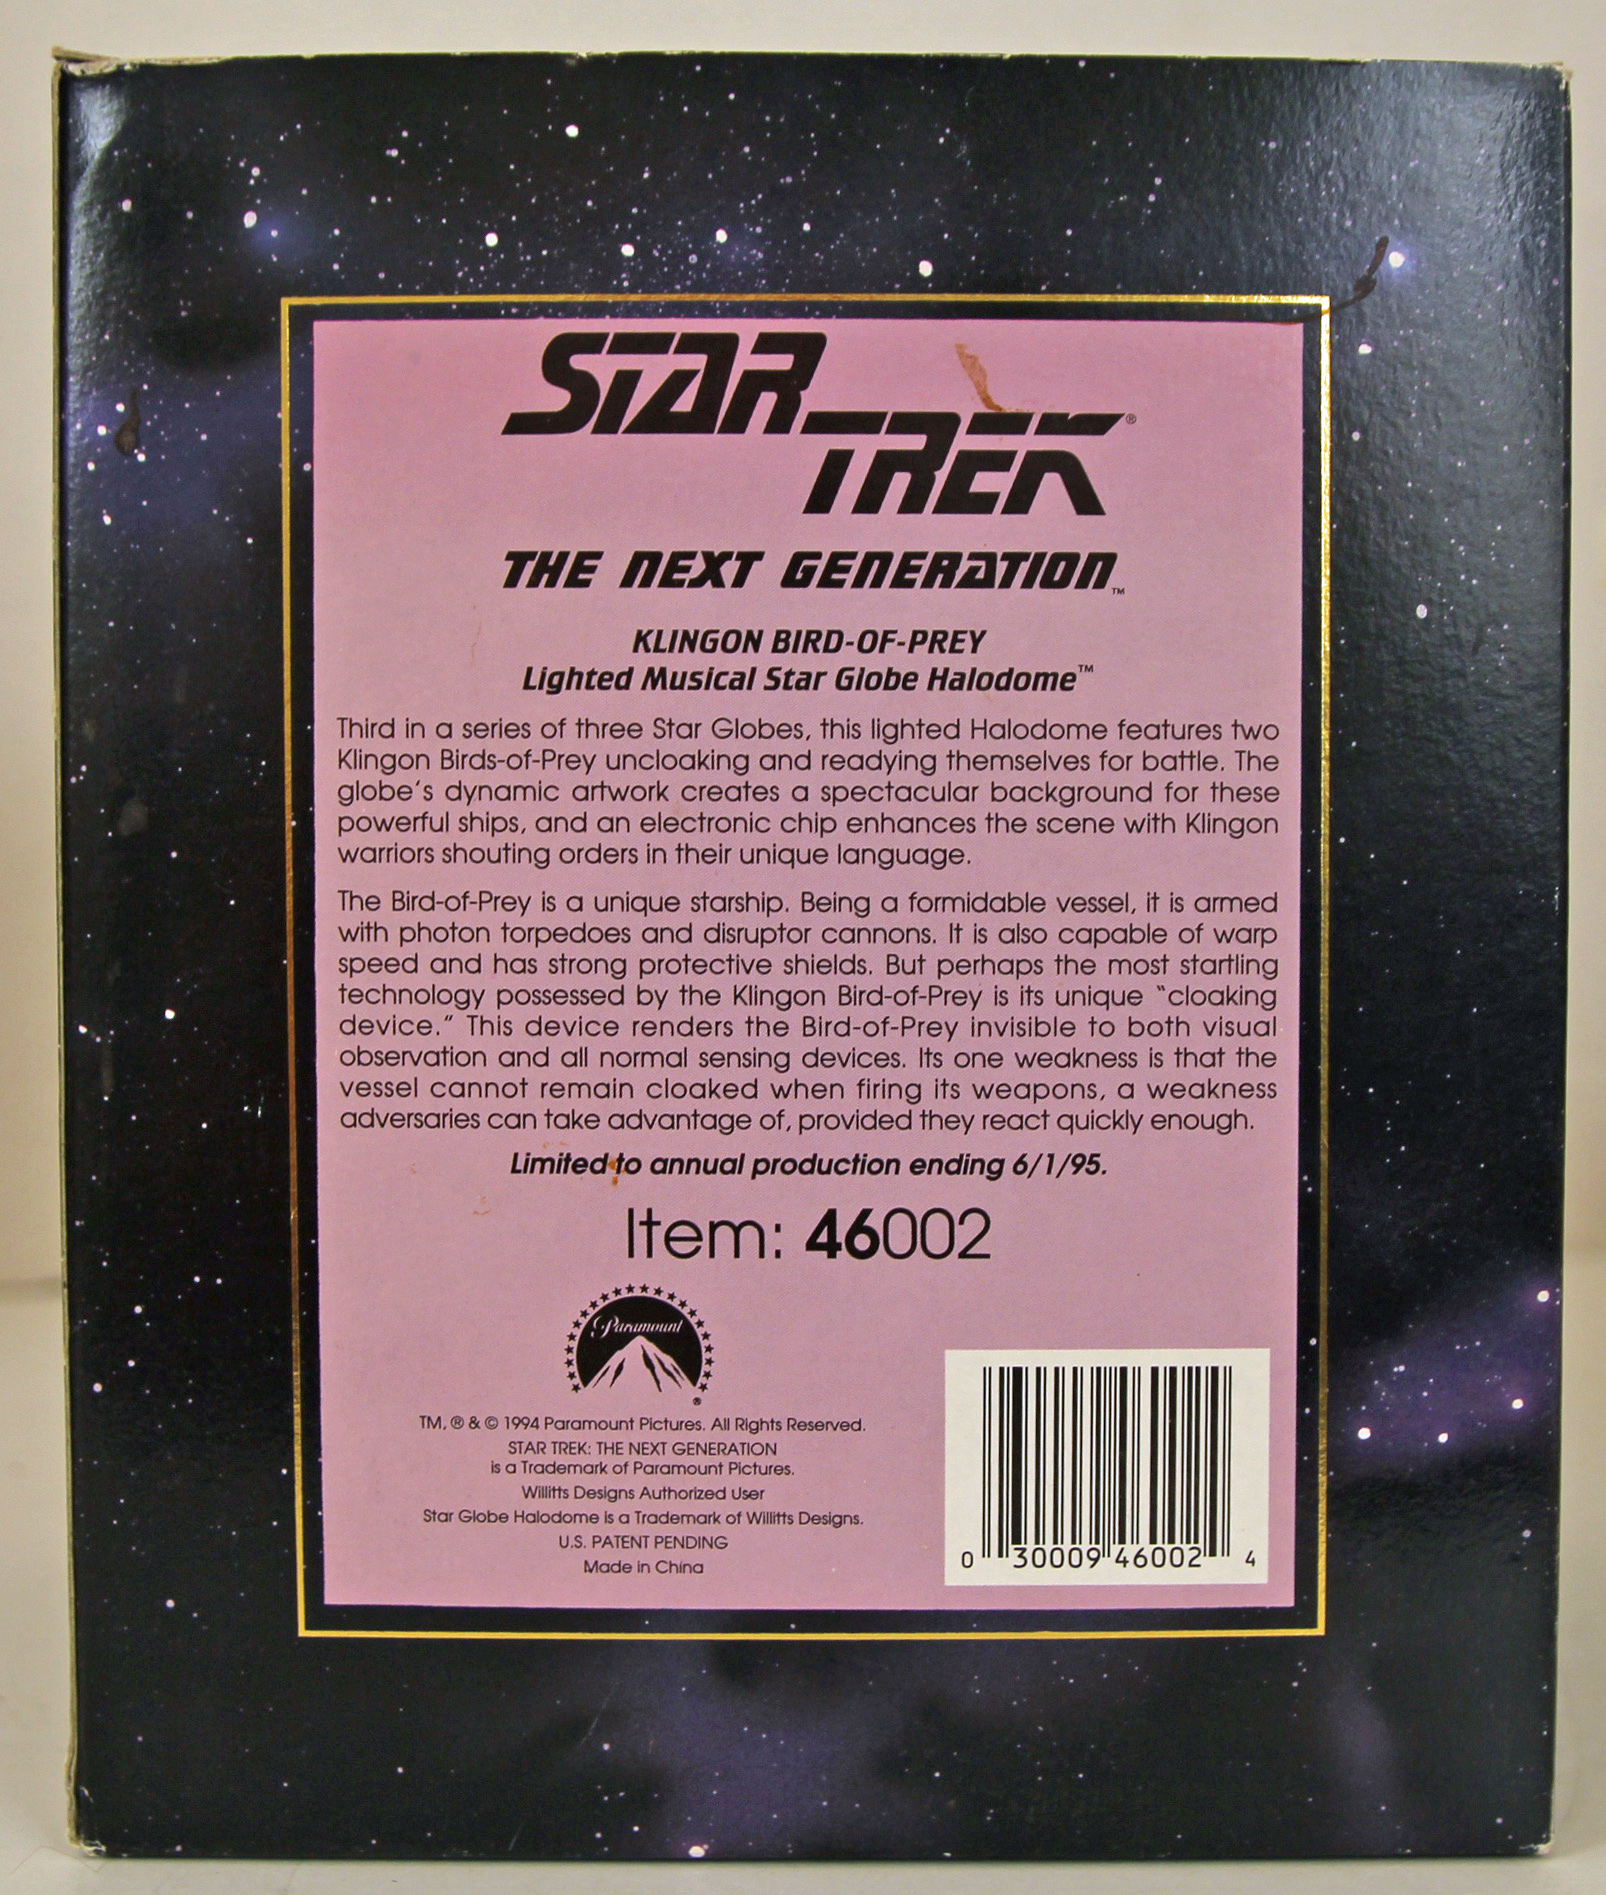 STAR
TREK®
THE NEXT GENERATION™
KLINGON BIRD-OF-PREY
Lighted Musical Star Globe Halodome™
Third in a series of three Star Globes, this lighted Halodome features two
Klingon Birds-of-Prey uncloaking and readying themselves for battle. The
globe's dynamic artwork creates a spectacular background for these
powerful ships, and an electronic chip enhances the scene with Klingon
warriors shouting orders in their unique language.
The Bird-of-Prey is a unique starship. Being a formidable vessel, it is armed
with photon torpedoes and disruptor cannons. It is also capable of warp
speed and has strong protective shields. But perhaps the most startling
technology possessed by the Klingon Bird-of-Prey is its unique "cloaking
device." This device renders the Bird-of-Prey invisible to both visual
observation and all normal sensing devices. Its one weakness is that the
vessel cannot remain cloaked when firing its weapons, a weakness
adversaries can take advantage of, provided they react quickly enough.
Limited to annual production ending 6/1/95.
Item: 46002
Paramount
®
TM, ® & © 1994 Paramount Pictures. All Rights Reserved.
STAR TREK: THE NEXT GENERATION
is a Trademark of Paramount Pictures.
Willitts Designs Authorized User
Star Globe Halodome is a Trademark of Willitts Designs.
U.S. PATENT PENDING
Made in China
0 30009 46002 4